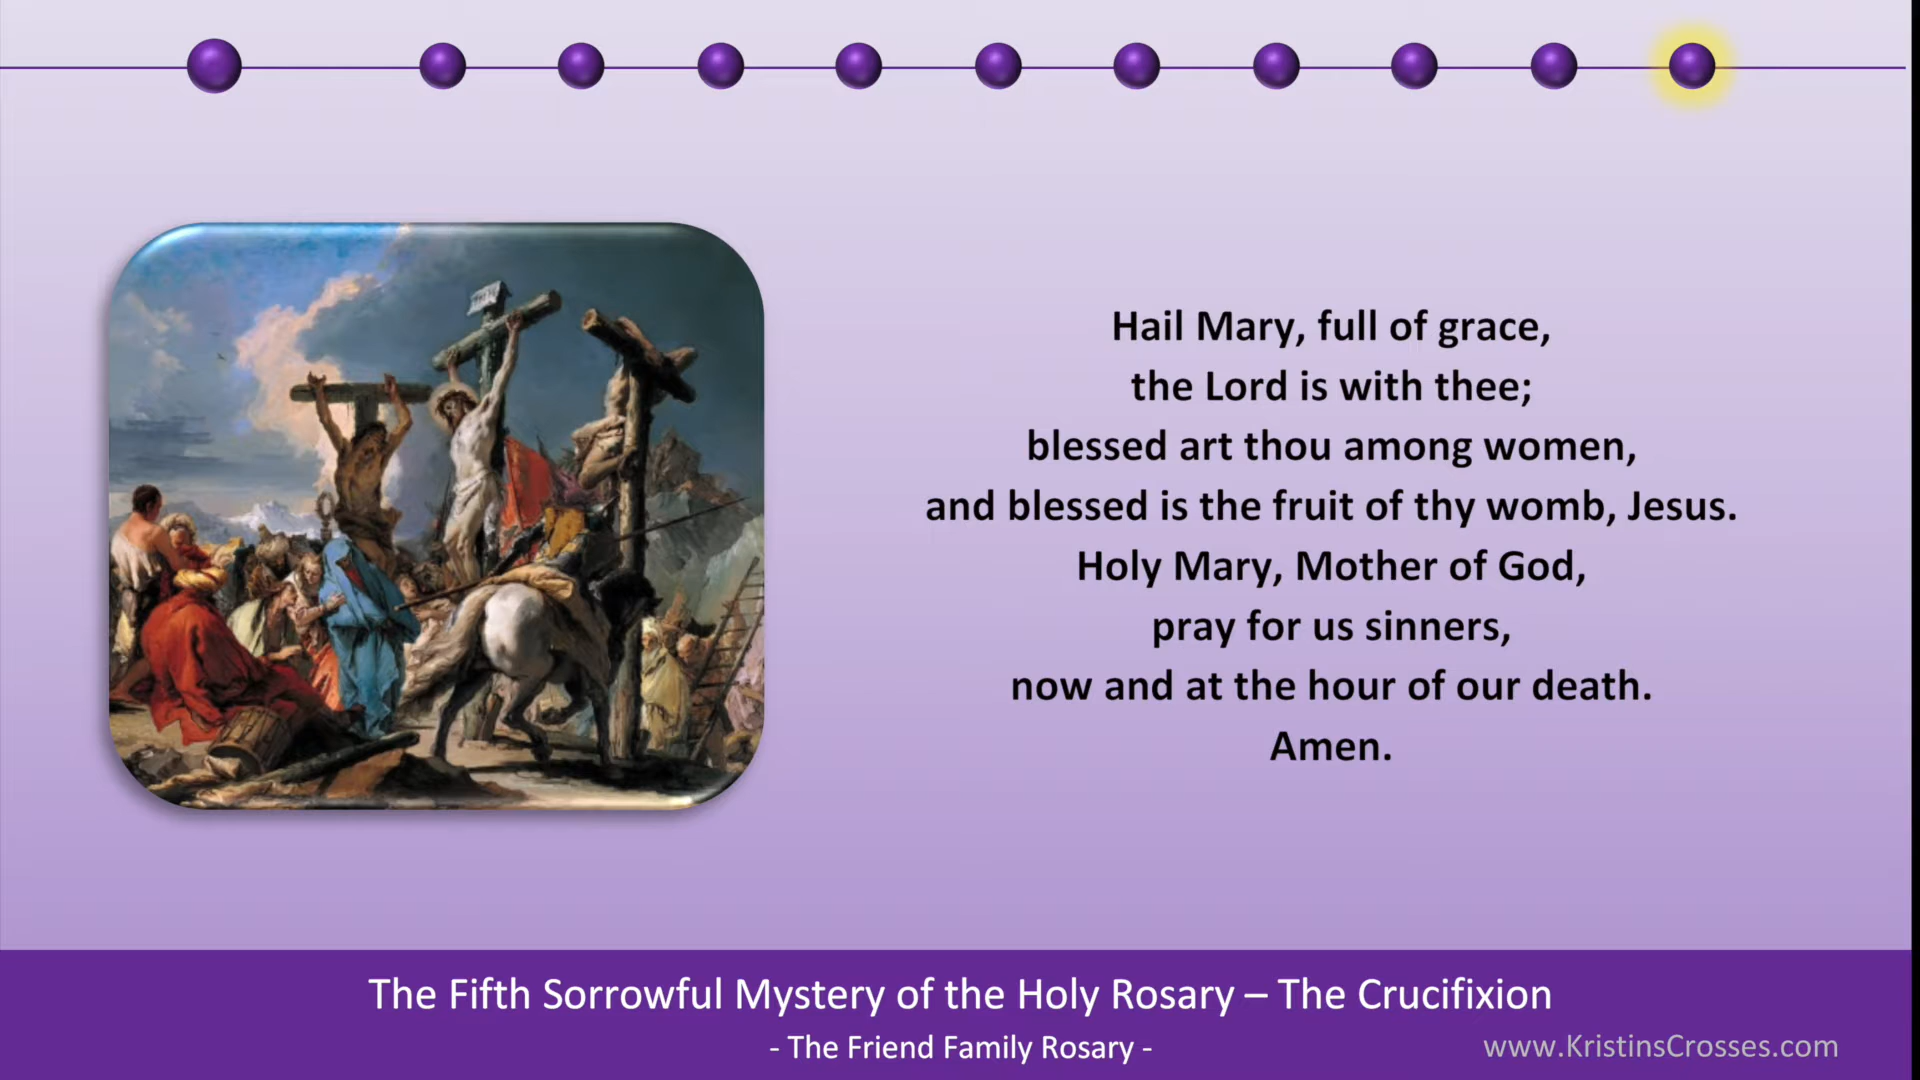 Hail Mary, full of grace,
the Lord is with thee;
blessed art thou among women,
and blessed is the fruit of thy womb, Jesus.
Holy Mary, Mother of God,
pray for us sinners,
now and at the hour of our death.
Amen.
The Fifth Sorrowful Mystery of the Holy Rosary – The Crucifixion
- The Friend Family Rosary -
www.KristinsCrosses.com